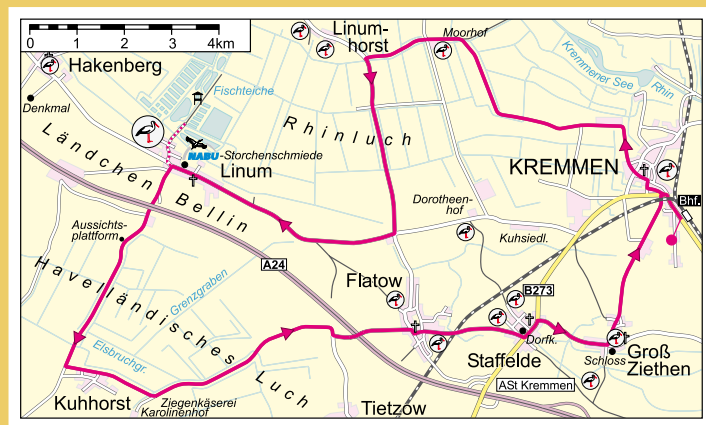 0 1 2 3 4km
Linum-
horst
Moorhof
Hakenberg
Fischteiche
Kremmener See
Rhin
Denkmal
Rhinluch
Ländchen Bellin
NABU-Storchenschmiede
Linum
KREMMEN
Bhf.
Dorotheen-
hof
Kuhsiedl.
Aussichts-
plattform
A24
Havelländisches Luch
Grenzgraben
Flatow
B273
Elsbruchgr.
Dorfk.
Staffelde
Schloss
Groß
Ziethen
ASt Kremmen
Kuhhorst
Ziegenkäserei
Karolinenhof
Tietzow